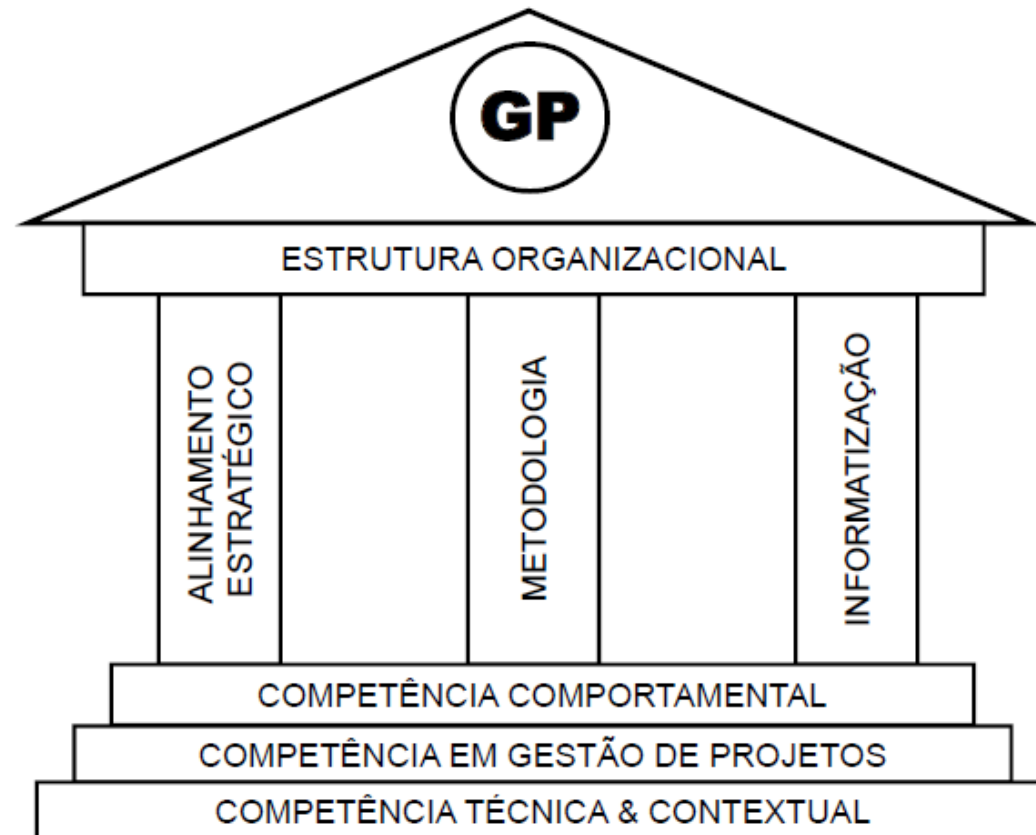 GP
ESTRUTURA ORGANIZACIONAL
ALINHAMENTO
ESTRATÉGICO
METODOLOGIA
INFORMATIZAÇÃO
COMPETÊNCIA COMPORTAMENTAL
COMPETÊNCIA EM GESTÃO DE PROJETOS
COMPETÊNCIA TÉCNICA & CONTEXTUAL